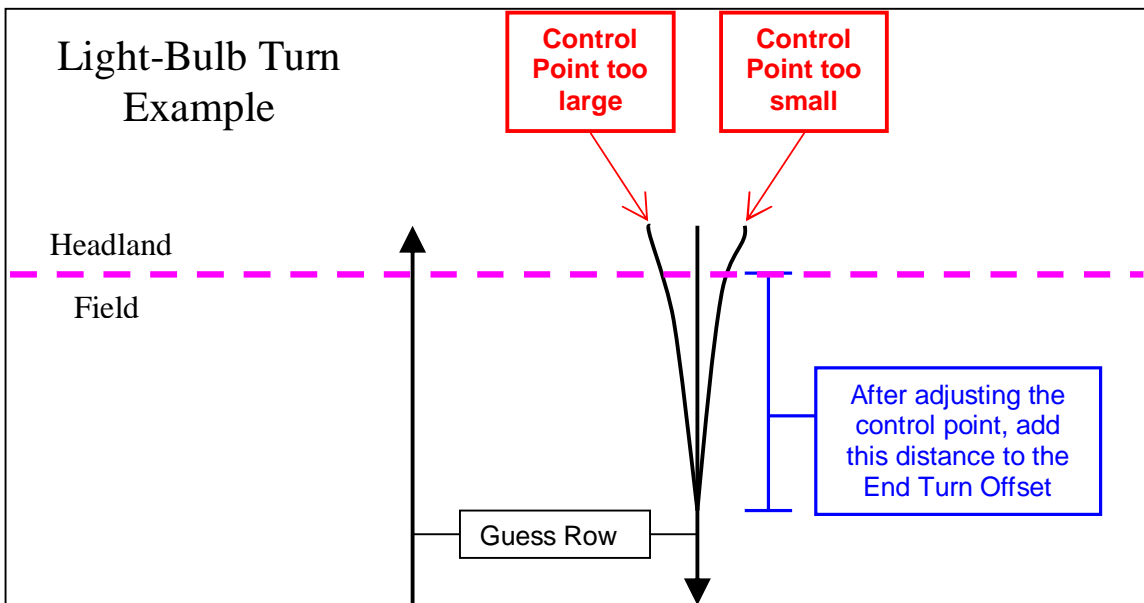 Light-Bulb Turn
Example
Control
Point too
large
Control
Point too
small
Headland
Field
After adjusting the
control point, add
this distance to the
End Turn Offset
Guess Row